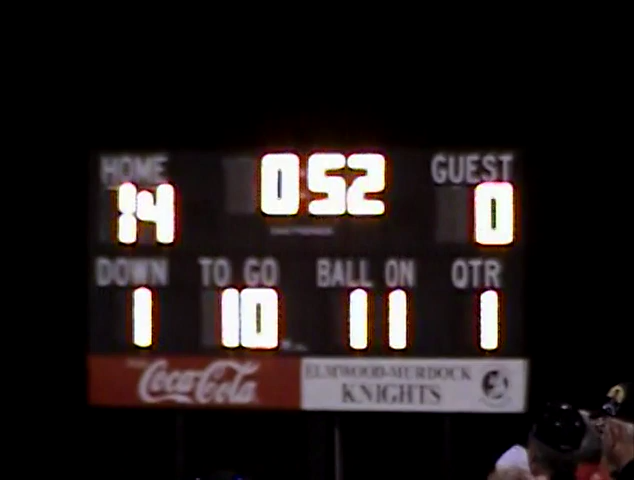 HOME 0:52 GUEST
14 0
DOWN TO GO BALL ON QTR
1 10 11 1
Coca-Cola ELMWOOD-MURDOCK
KNIGHTS